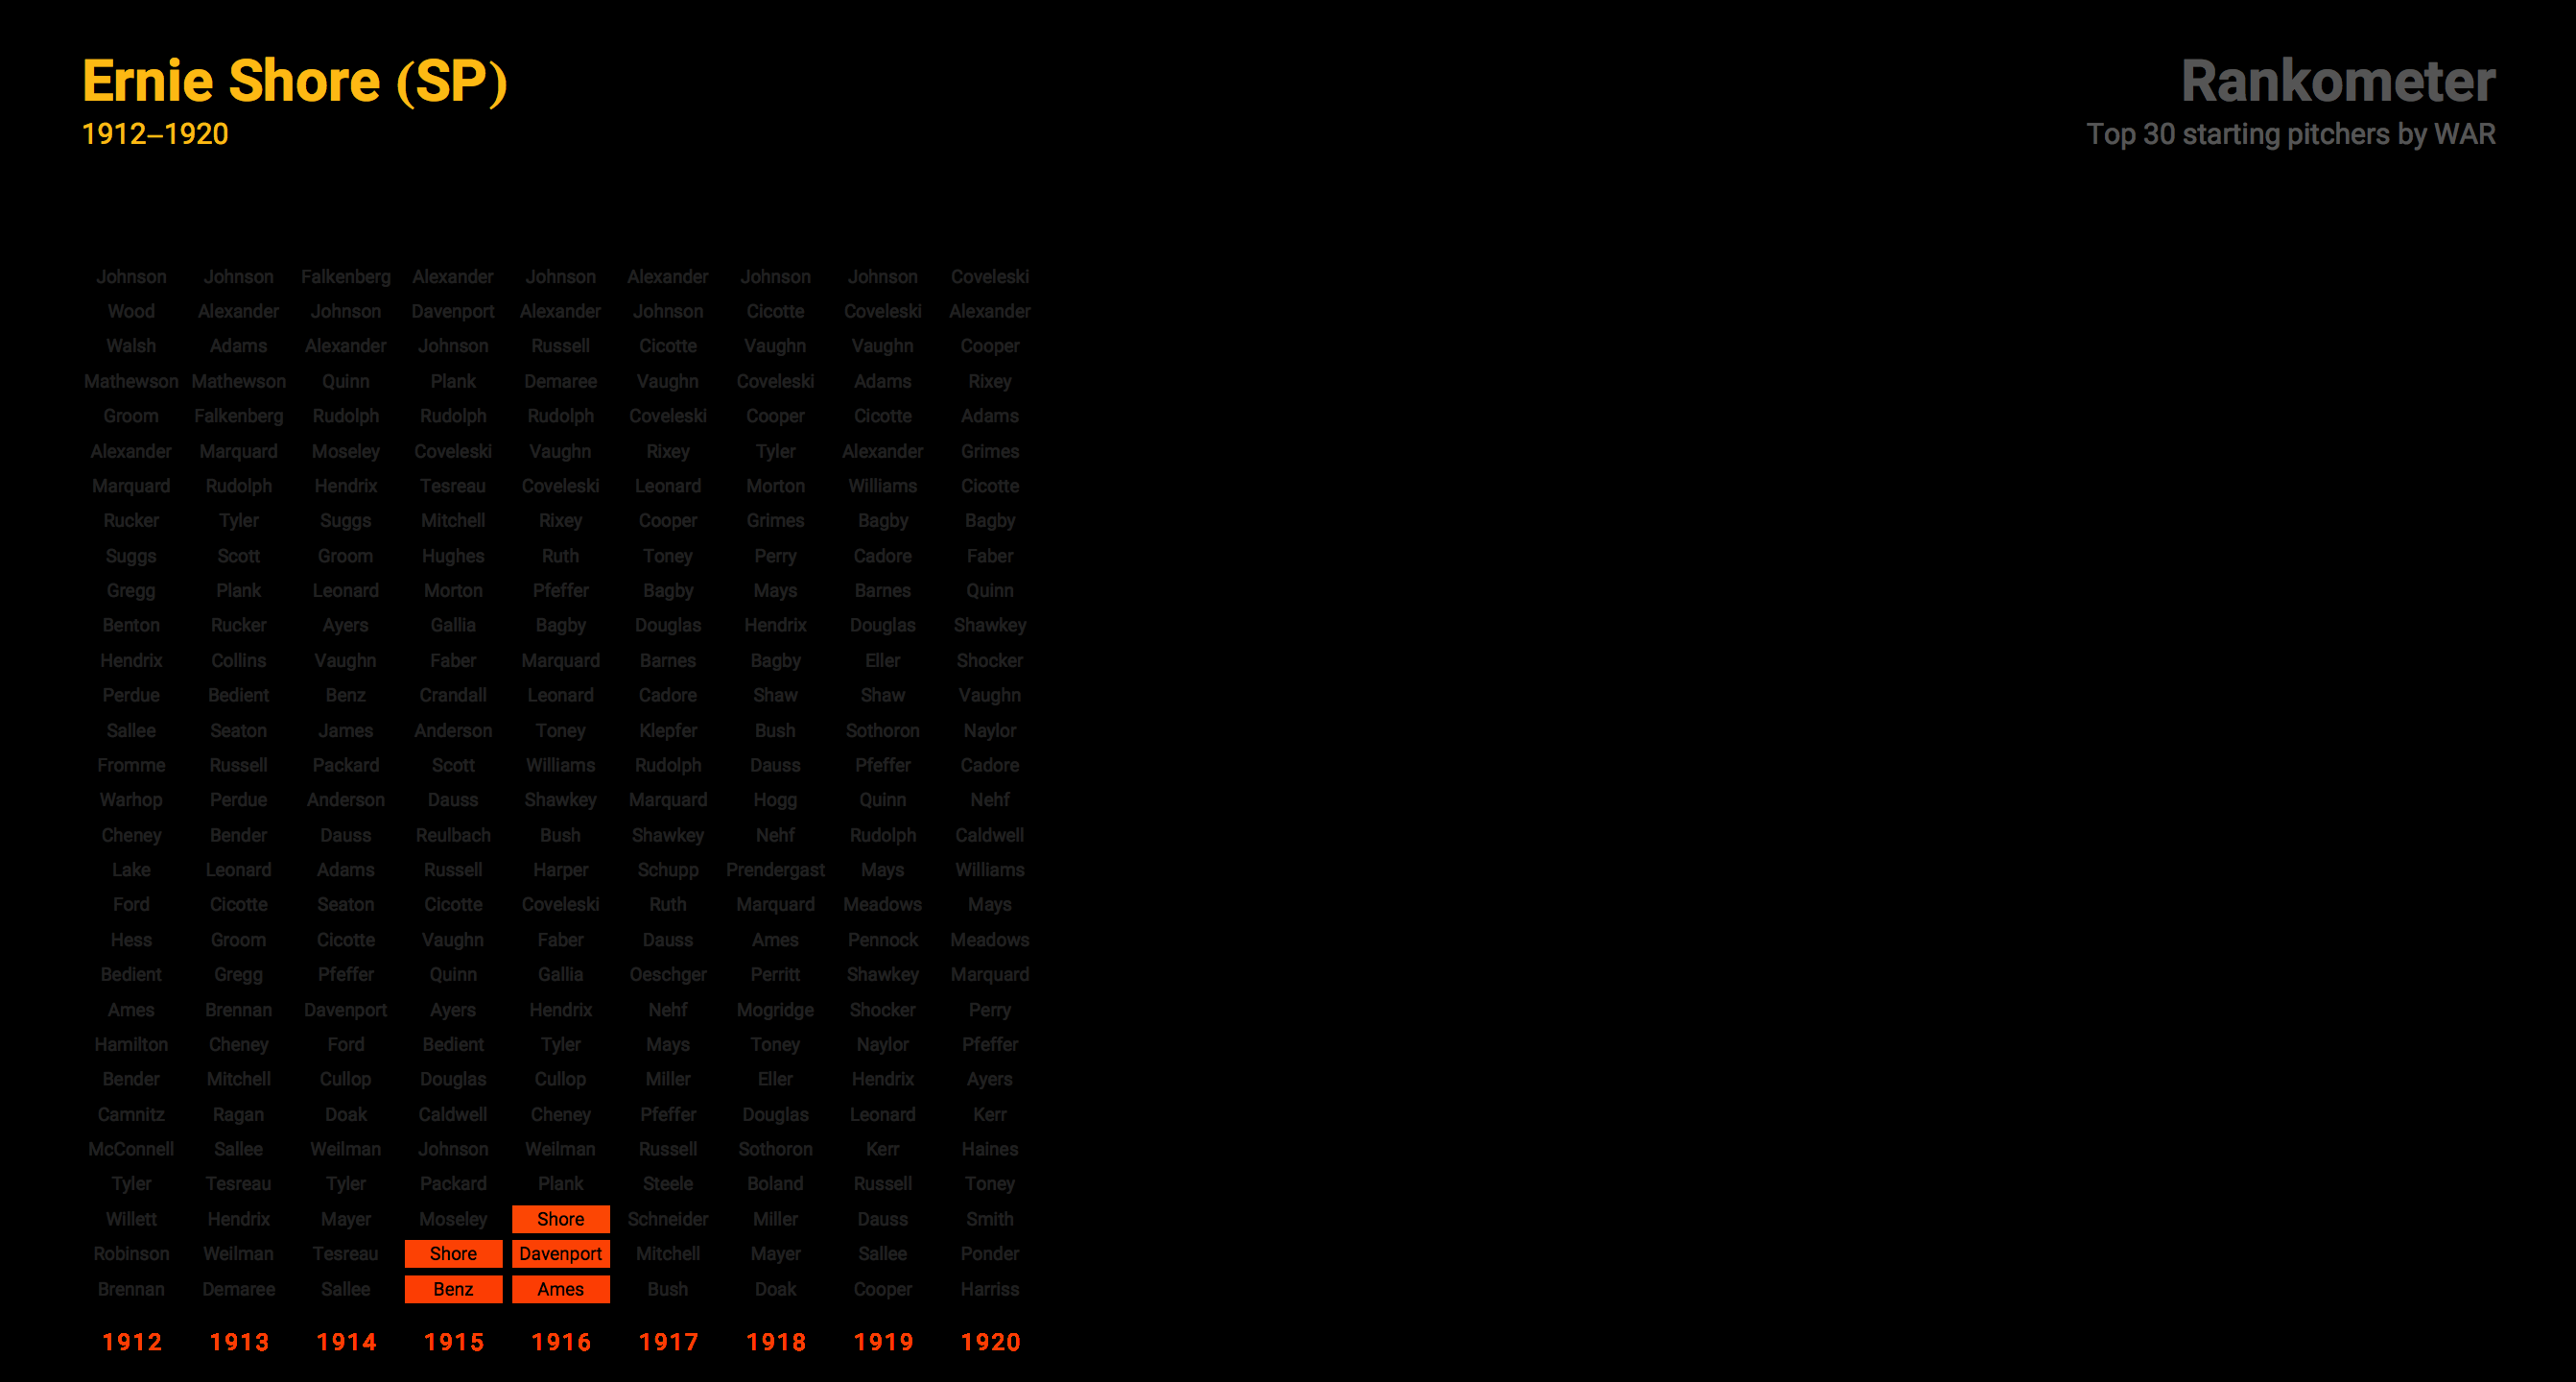 Ernie Shore (SP)
1912–1920
Rankometer
Top 30 starting pitchers by WAR
Johnson Johnson Falkenberg Alexander Johnson Alexander Johnson Johnson Coveleski
Wood Alexander Johnson Davenport Alexander Johnson Cicotte Coveleski Alexander
Walsh Adams Alexander Johnson Russell Cicotte Vaughn Vaughn Cooper
Mathewson Mathewson Quinn Plank Demaree Vaughn Coveleski Adams Rixey
Groom Falkenberg Rudolph Rudolph Rudolph Coveleski Cooper Cicotte Adams
Alexander Marquard Moseley Coveleski Vaughn Rixey Tyler Alexander Grimes
Marquard Rudolph Hendrix Tesreau Coveleski Leonard Morton Williams Cicotte
Rucker Tyler Suggs Mitchell Rixey Cooper Grimes Bagby Bagby
Suggs Scott Groom Hughes Ruth Toney Perry Cadore Faber
Gregg Plank Leonard Morton Pfeffer Bagby Mays Barnes Quinn
Benton Rucker Ayers Gallia Bagby Douglas Hendrix Douglas Shawkey
Hendrix Collins Vaughn Faber Marquard Barnes Bagby Eller Shocker
Perdue Bedient Benz Crandall Leonard Cadore Shaw Shaw Vaughn
Sallee Seaton James Anderson Toney Klepfer Bush Sothoron Naylor
Fromme Russell Packard Scott Williams Rudolph Dauss Pfeffer Cadore
Warhop Perdue Anderson Dauss Shawkey Marquard Hogg Quinn Nehf
Cheney Bender Dauss Reulbach Bush Shawkey Nehf Rudolph Caldwell
Lake Leonard Adams Russell Harper Schupp Prendergast Mays Williams
Ford Cicotte Seaton Cicotte Coveleski Ruth Marquard Meadows Mays
Hess Groom Cicotte Vaughn Faber Dauss Ames Pennock Meadows
Bedient Gregg Pfeffer Quinn Gallia Oeschger Perritt Shawkey Marquard
Ames Brennan Davenport Ayers Hendrix Nehf Mogridge Shocker Perry
Hamilton Cheney Ford Bedient Tyler Mays Toney Naylor Pfeffer
Bender Mitchell Cullop Douglas Cullop Miller Eller Hendrix Ayers
Camnitz Ragan Doak Caldwell Cheney Pfeffer Douglas Leonard Kerr
McConnell Sallee Weilman Johnson Weilman Russell Sothoron Kerr Haines
Tyler Tesreau Tyler Packard Plank Steele Boland Russell Toney
Willett Hendrix Mayer Moseley Shore Schneider Miller Dauss Smith
Robinson Weilman Tesreau Shore Davenport Mitchell Mayer Sallee Ponder
Brennan Demaree Sallee Benz Ames Bush Doak Cooper Harriss
1912 1913 1914 1915 1916 1917 1918 1919 1920